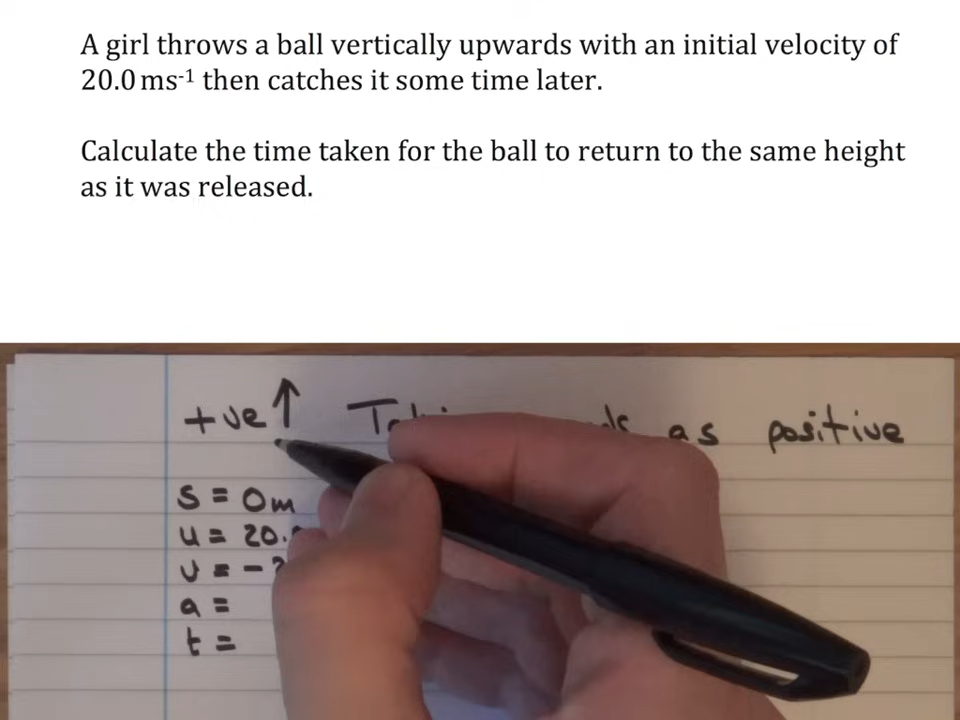 A girl throws a ball vertically upwards with an initial velocity of
20.0 ms⁻¹ then catches it some time later.
Calculate the time taken for the ball to return to the same height
as it was released.
+ve ↑ as positive
s = 0m
u = 20.
v = -
a =
t =